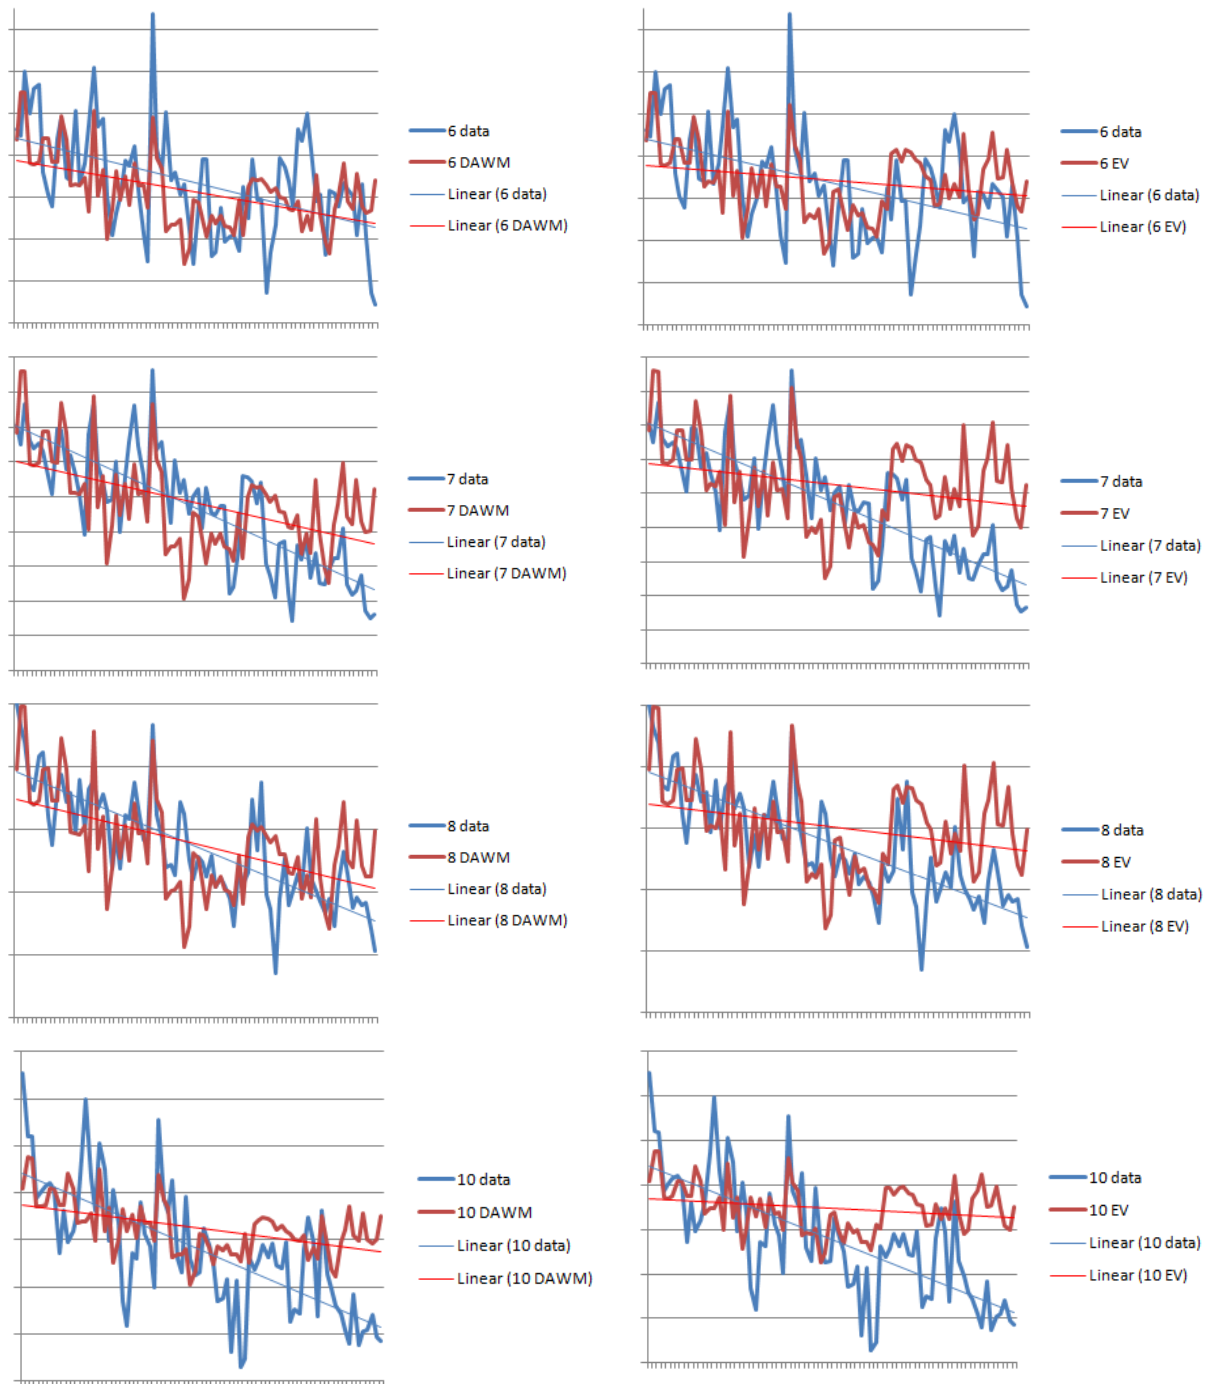 6 data
6 DAWM
Linear (6 data)
Linear (6 DAWM)
6 data
6 EV
Linear (6 data)
Linear (6 EV)
7 data
7 DAWM
Linear (7 data)
Linear (7 DAWM)
7 data
7 EV
Linear (7 data)
Linear (7 EV)
8 data
8 DAWM
Linear (8 data)
Linear (8 DAWM)
8 data
8 EV
Linear (8 data)
Linear (8 EV)
10 data
10 DAWM
Linear (10 data)
Linear (10 DAWM)
10 data
10 EV
Linear (10 data)
Linear (10 EV)